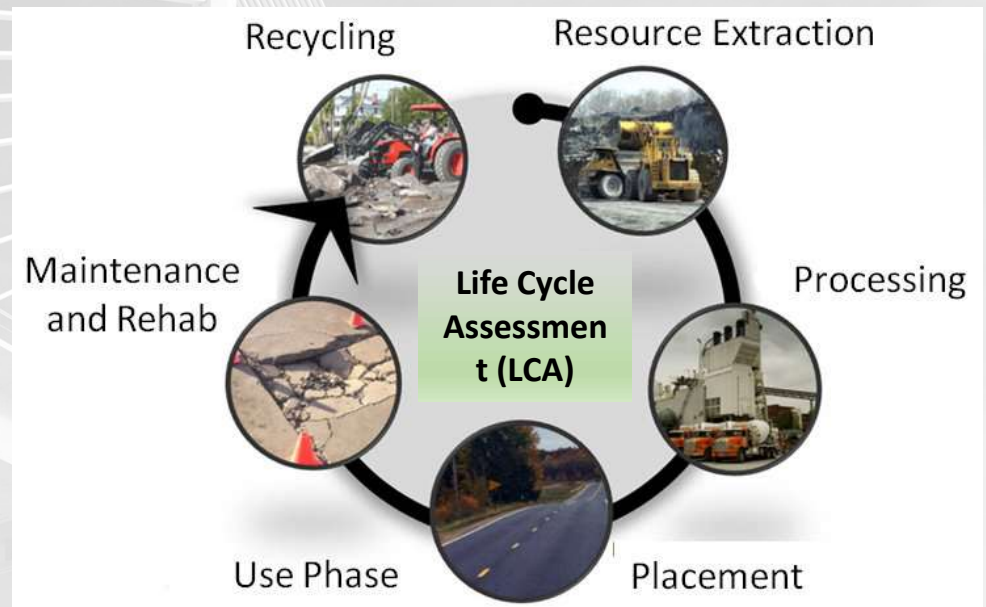 Recycling
Resource Extraction
Life Cycle
Assessmen
t (LCA)
Maintenance
and Rehab
Processing
Use Phase
Placement